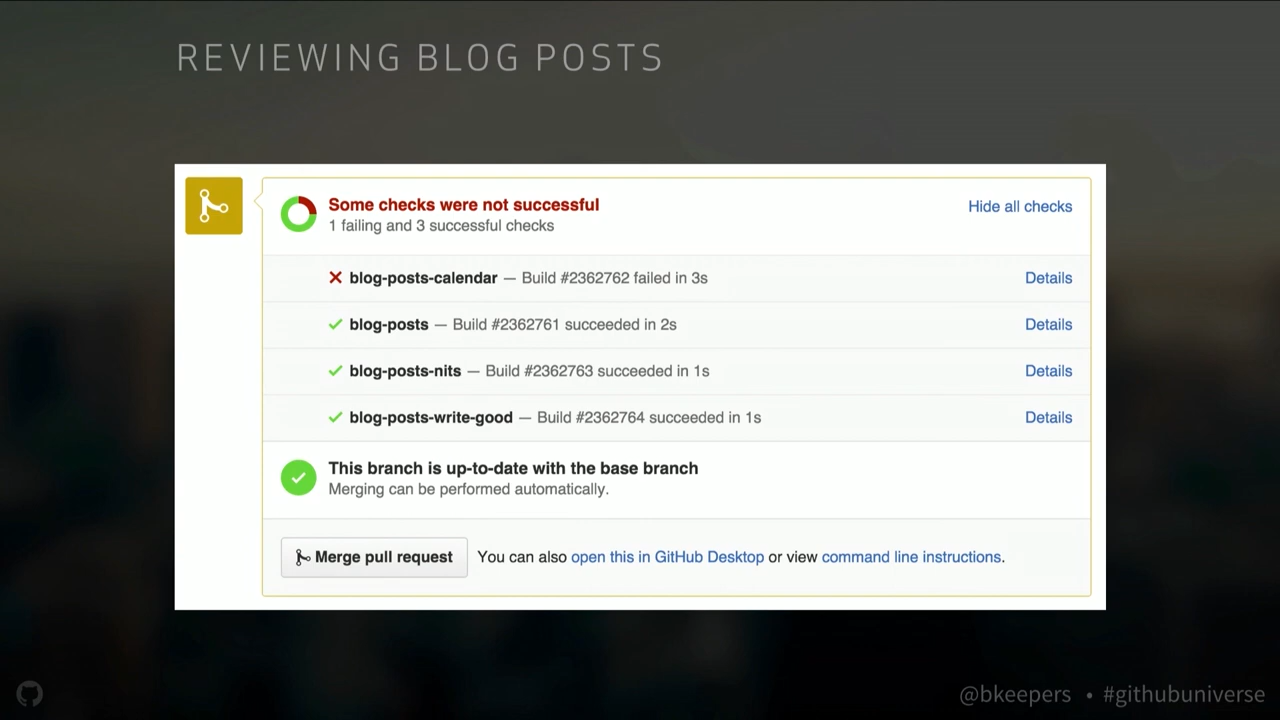 REVIEWING BLOG POSTS
Some checks were not successful
1 failing and 3 successful checks
Hide all checks
blog-posts-calendar — Build #2362762 failed in 3s
Details
blog-posts — Build #2362761 succeeded in 2s
Details
blog-posts-nits — Build #2362763 succeeded in 1s
Details
blog-posts-write-good — Build #2362764 succeeded in 1s
Details
This branch is up-to-date with the base branch
Merging can be performed automatically.
Merge pull request You can also open this in GitHub Desktop or view command line instructions.
@bkeepers • #githubuniverse